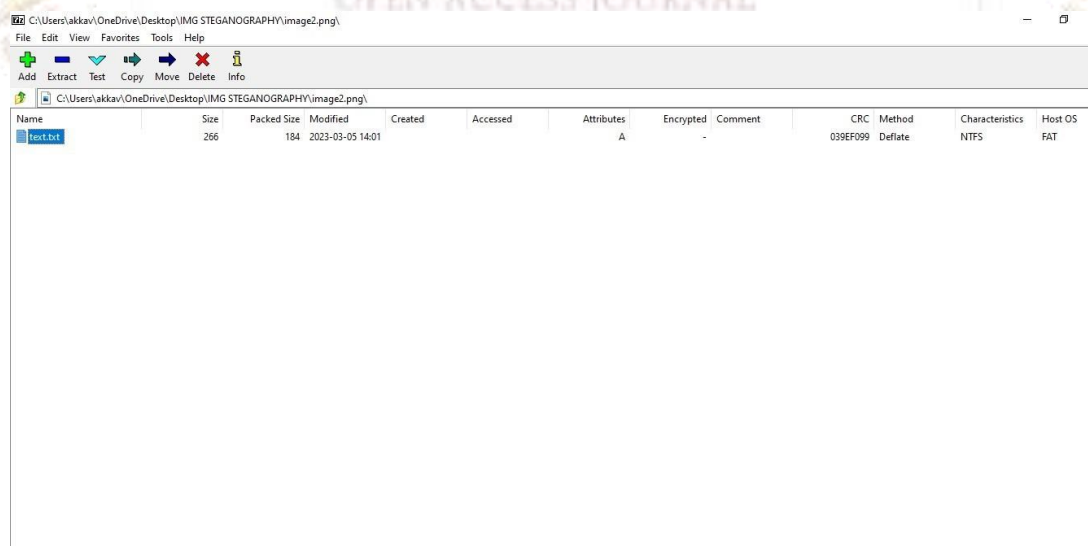 OPEN ACCESS JOURNAL
C:\Users\akkav\OneDrive\Desktop\IMG STEGANOGRAPHY\image2.png\
File Edit View Favorites Tools Help
Add Extract Test Copy Move Delete Info
C:\Users\akkav\OneDrive\Desktop\IMG STEGANOGRAPHY\image2.png\
Name Size Packed Size Modified Created Accessed Attributes Encrypted Comment CRC Method Characteristics Host OS
text.txt 266 184 2023-03-05 14:01 A - 039EF099 Deflate NTFS FAT